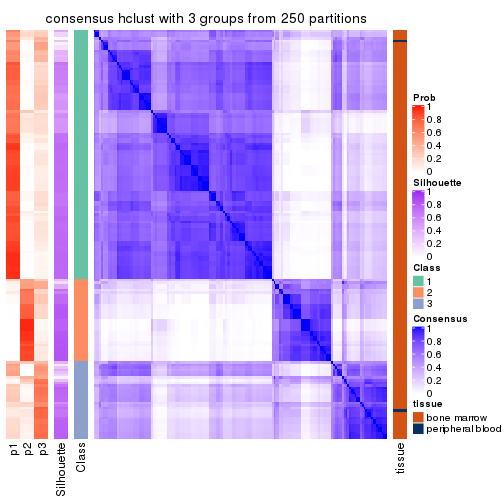 consensus hclust with 3 groups from 250 partitions
Prob
1
0.8
0.6
0.4
0.2
0
Silhouette
1
0.8
0.6
0.4
0.2
0
Class
1
2
3
Consensus
1
0.8
0.6
0.4
0.2
0
tissue
bone marrow
peripheral blood
p1
p2
p3
Silhouette
Class
tissue